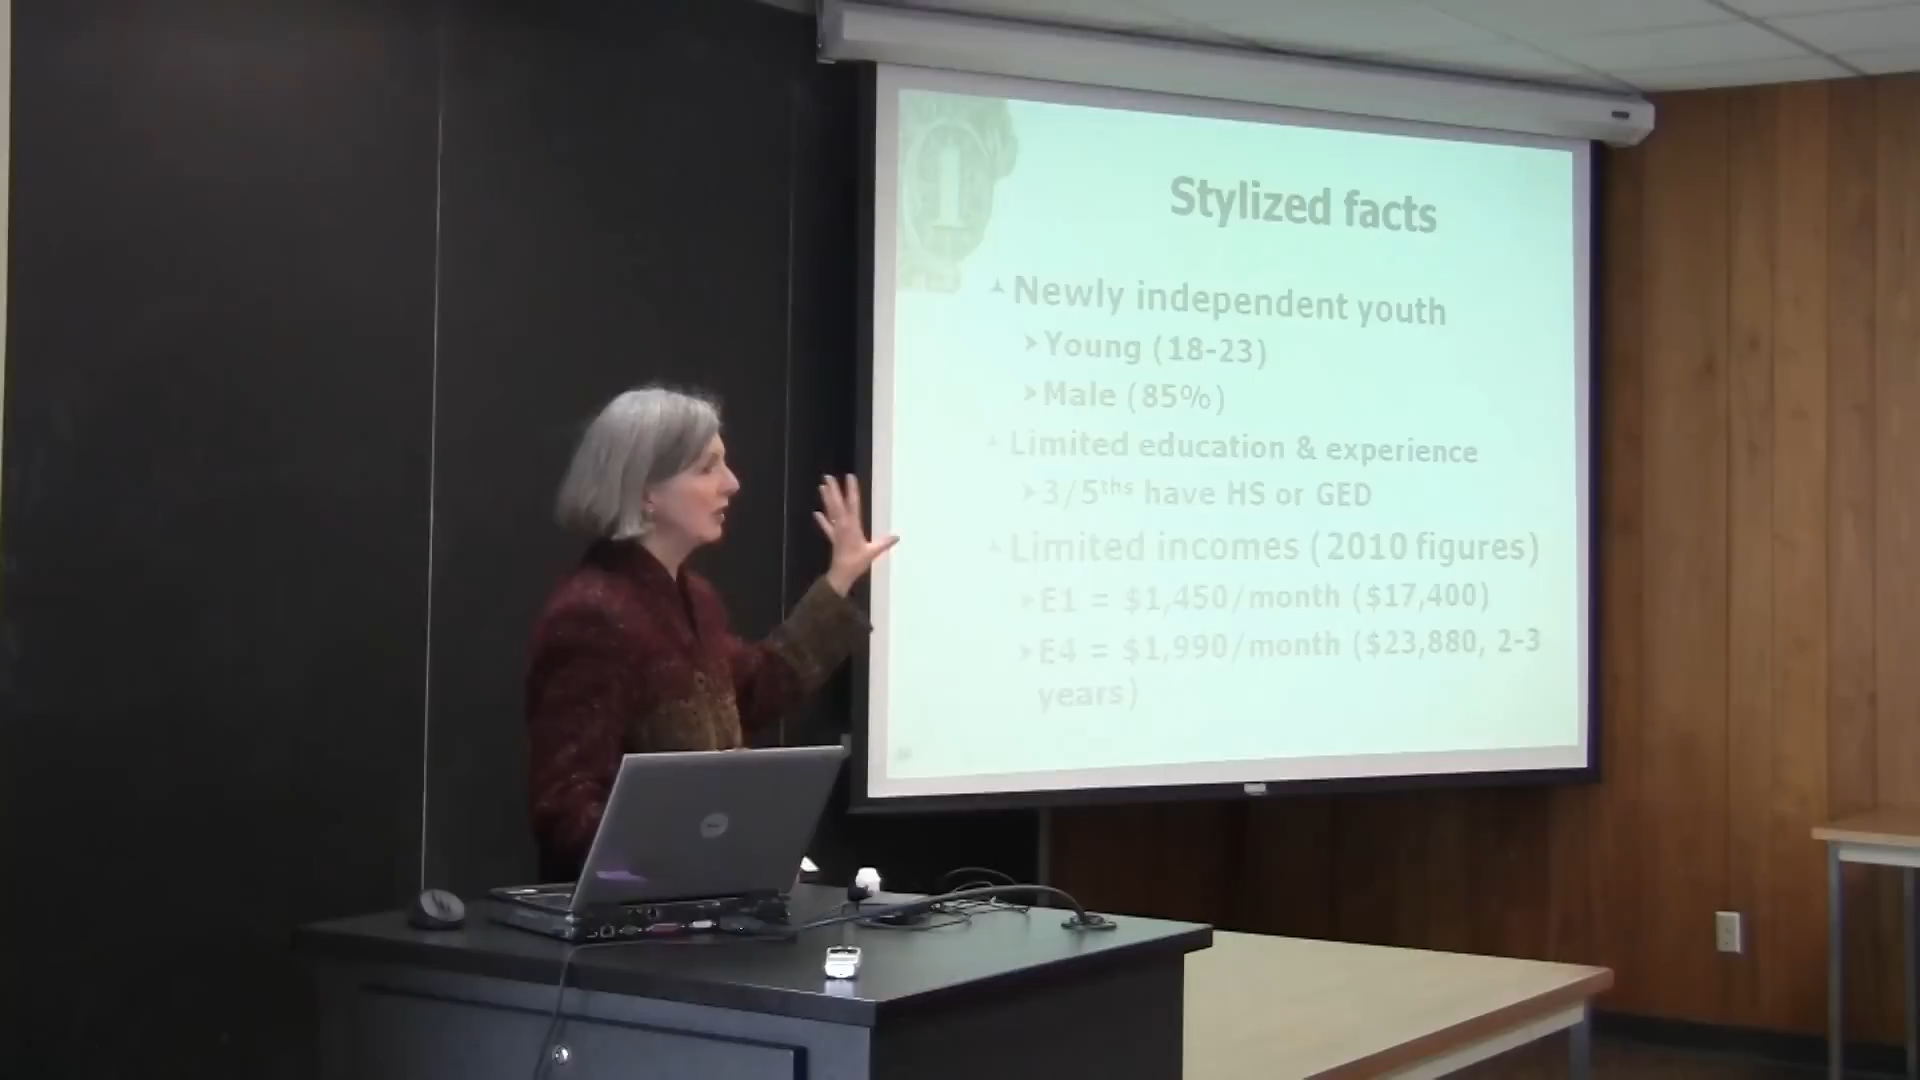 Stylized facts
Newly independent youth
Young (18-23)
Male (85%)
Limited education & experience
3/5ths have HS or GED
Limited incomes (2010 figures)
E1 = $1,450/month ($17,400)
E4 = $1,990/month ($23,880, 2-3
years)
DELL